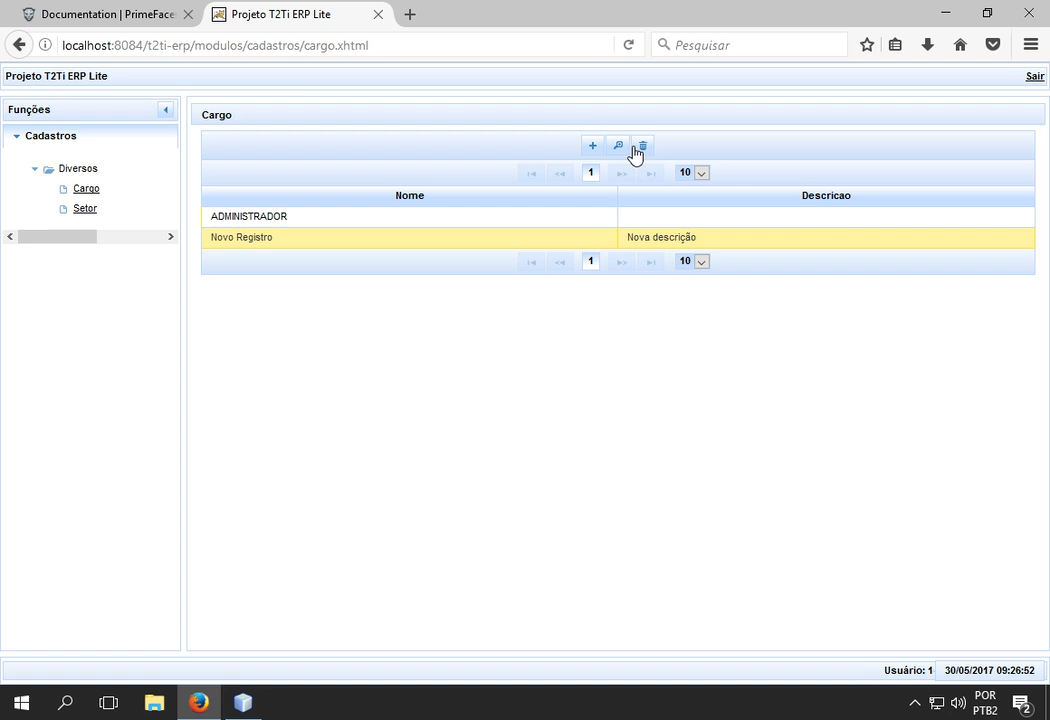 Documentation | PrimeFace
Projeto T2Ti ERP Lite
localhost:8084/t2ti-erp/modulos/cadastros/cargo.xhtml
Pesquisar
Projeto T2Ti ERP Lite
Sair
Funções
Cadastros
Diversos
Cargo
Setor
Cargo
1
10
Nome
Descricao
ADMINISTRADOR
Novo Registro
Nova descrição
1
10
Usuário: 1
30/05/2017 09:26:52
POR
PTB2
2